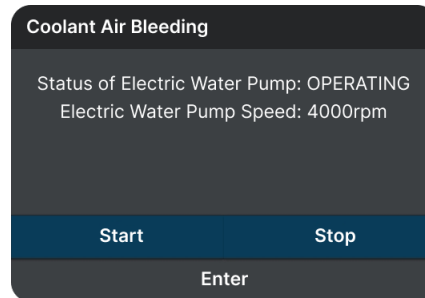 Coolant Air Bleeding
Status of Electric Water Pump: OPERATING
Electric Water Pump Speed: 4000rpm
Start
Stop
Enter